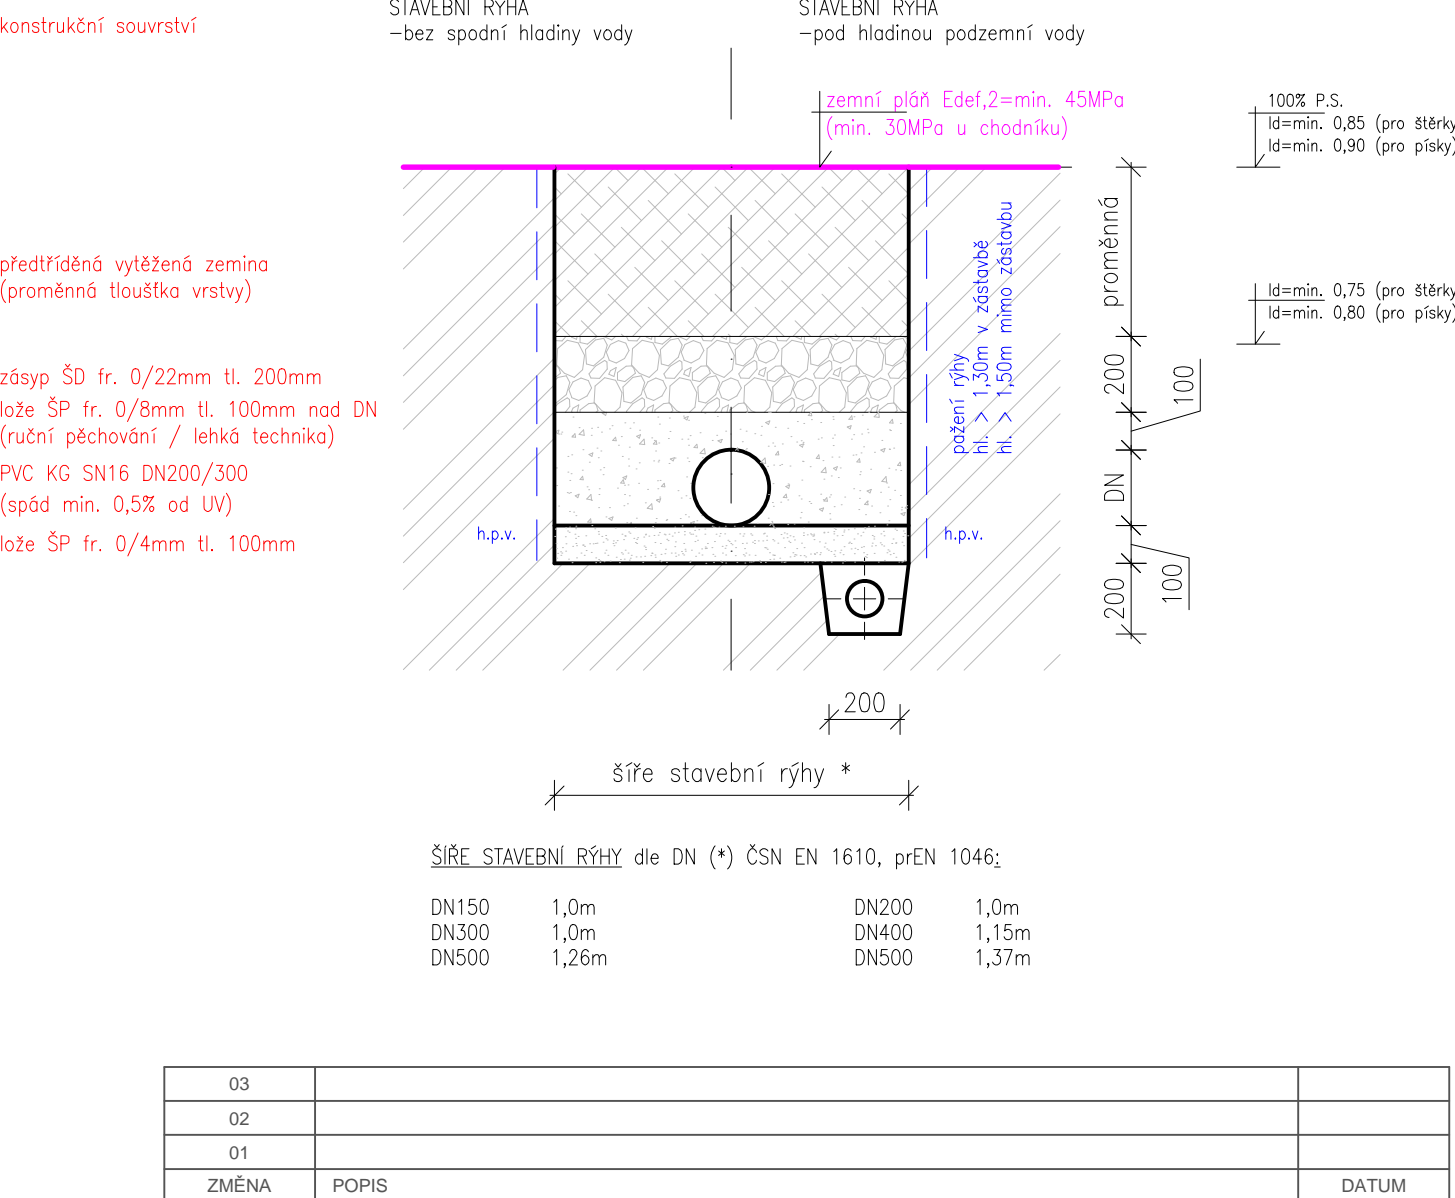 konstrukční souvrství
STAVEBNÍ RÝHA
-bez spodní hladiny vody
STAVEBNÍ RÝHA
-pod hladinou podzemní vody
zemní pláň Edef,2=min. 45MPa
(min. 30MPa u chodníku)
100% P.S.
Id=min. 0,85 (pro štěrky
Id=min. 0,90 (pro písky)
předtříděná vytěžená zemina
(proměnná tloušťka vrstvy)
Id=min. 0,75 (pro štěrky
Id=min. 0,80 (pro písky)
zásyp ŠD fr. 0/22mm tl. 200mm
lože ŠP fr. 0/8mm tl. 100mm nad DN
(ruční pěchování / lehká technika)
PVC KG SN16 DN200/300
(spád min. 0,5% od UV)
lože ŠP fr. 0/4mm tl. 100mm
h.p.v.
h.p.v.
pažení rýhy
hl. > 1,30m v zástavbě
hl. > 1,50m mimo zástavbu
proměnná
200
100
DN
100
200
200
šíře stavební rýhy *
ŠÍŘE STAVEBNÍ RÝHY dle DN (*) ČSN EN 1610, prEN 1046:
DN150 1,0m DN200 1,0m
DN300 1,0m DN400 1,15m
DN500 1,26m DN500 1,37m
03
02
01
ZMĚNA POPIS DATUM